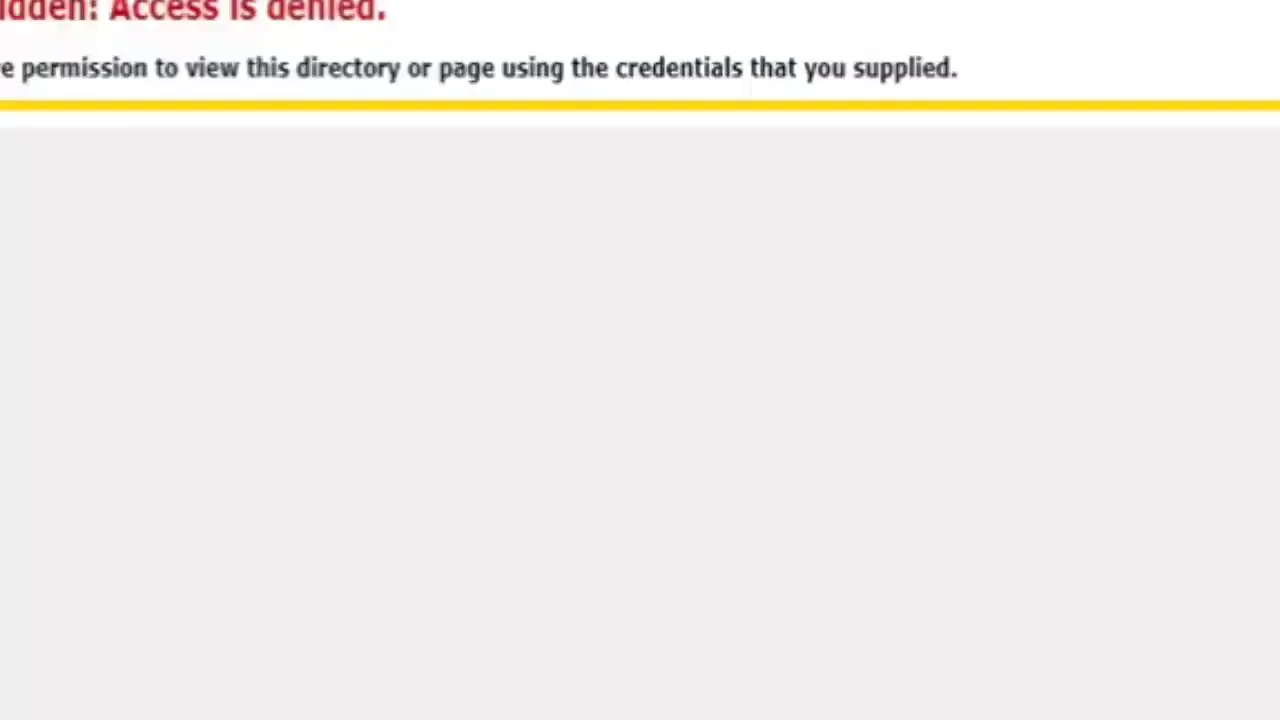 idden: Access is denied.
e permission to view this directory or page using the credentials that you supplied.